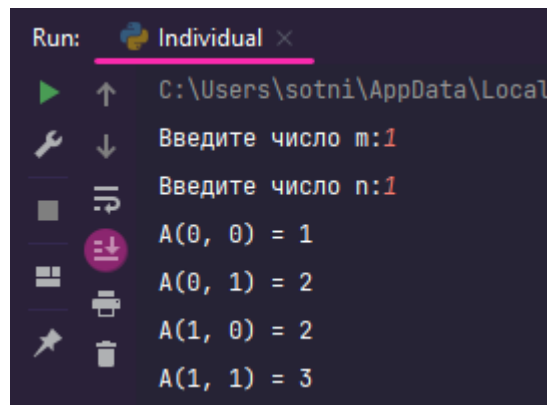 Run: Individual
C:\Users\sotni\AppData\Local
Введите число m:1
Введите число n:1
A(0, 0) = 1
A(0, 1) = 2
A(1, 0) = 2
A(1, 1) = 3